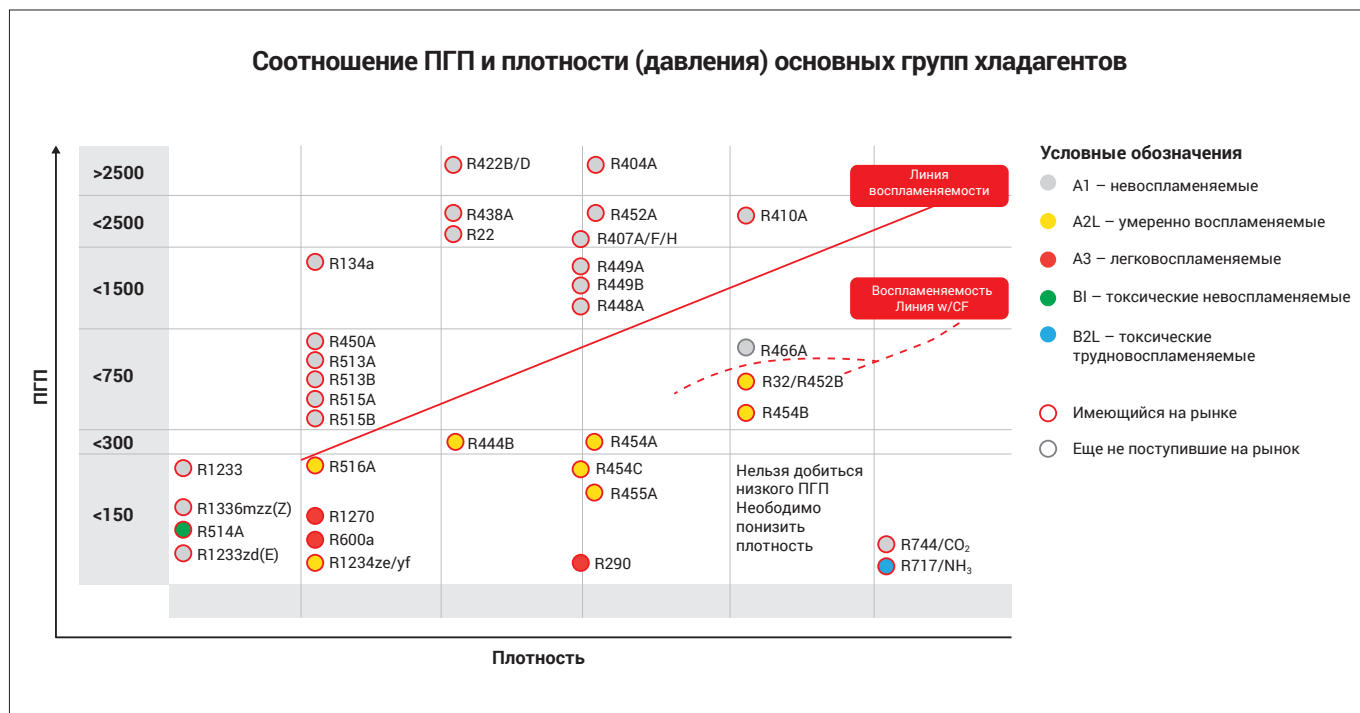 Соотношение ПГП и плотности (давления) основных групп хладагентов
ПГП
>2500
R422B/D
R404A
<2500
R438A
R22
R452A
R407A/F/H
R410A
<1500
R134a
R449A
R449B
R448A
<750
R450A
R513A
R513B
R515A
R515B
R466A
R32/R452B
R454B
<300
R444B
R454A
<150
R1233
R1336mzz(Z)
R514A
R1233zd(E)
R516A
R1270
R600a
R1234ze/yf
R454C
R455A
R290
Нельзя добиться
низкого ПГП
Неободимо
понизить
плотность
R744/CO₂
R717/NH₃
Линия
воспламеняемости
Воспламеняемость
Линия w/CF
Плотность
Условные обозначения
A1 – невоспламеняемые
A2L – умеренно воспламеняемые
A3 – легковоспламеняемые
BI – токсические невоспламеняемые
B2L – токсические
трудновоспламеняемые
Имеющийся на рынке
Еще не поступившие на рынок